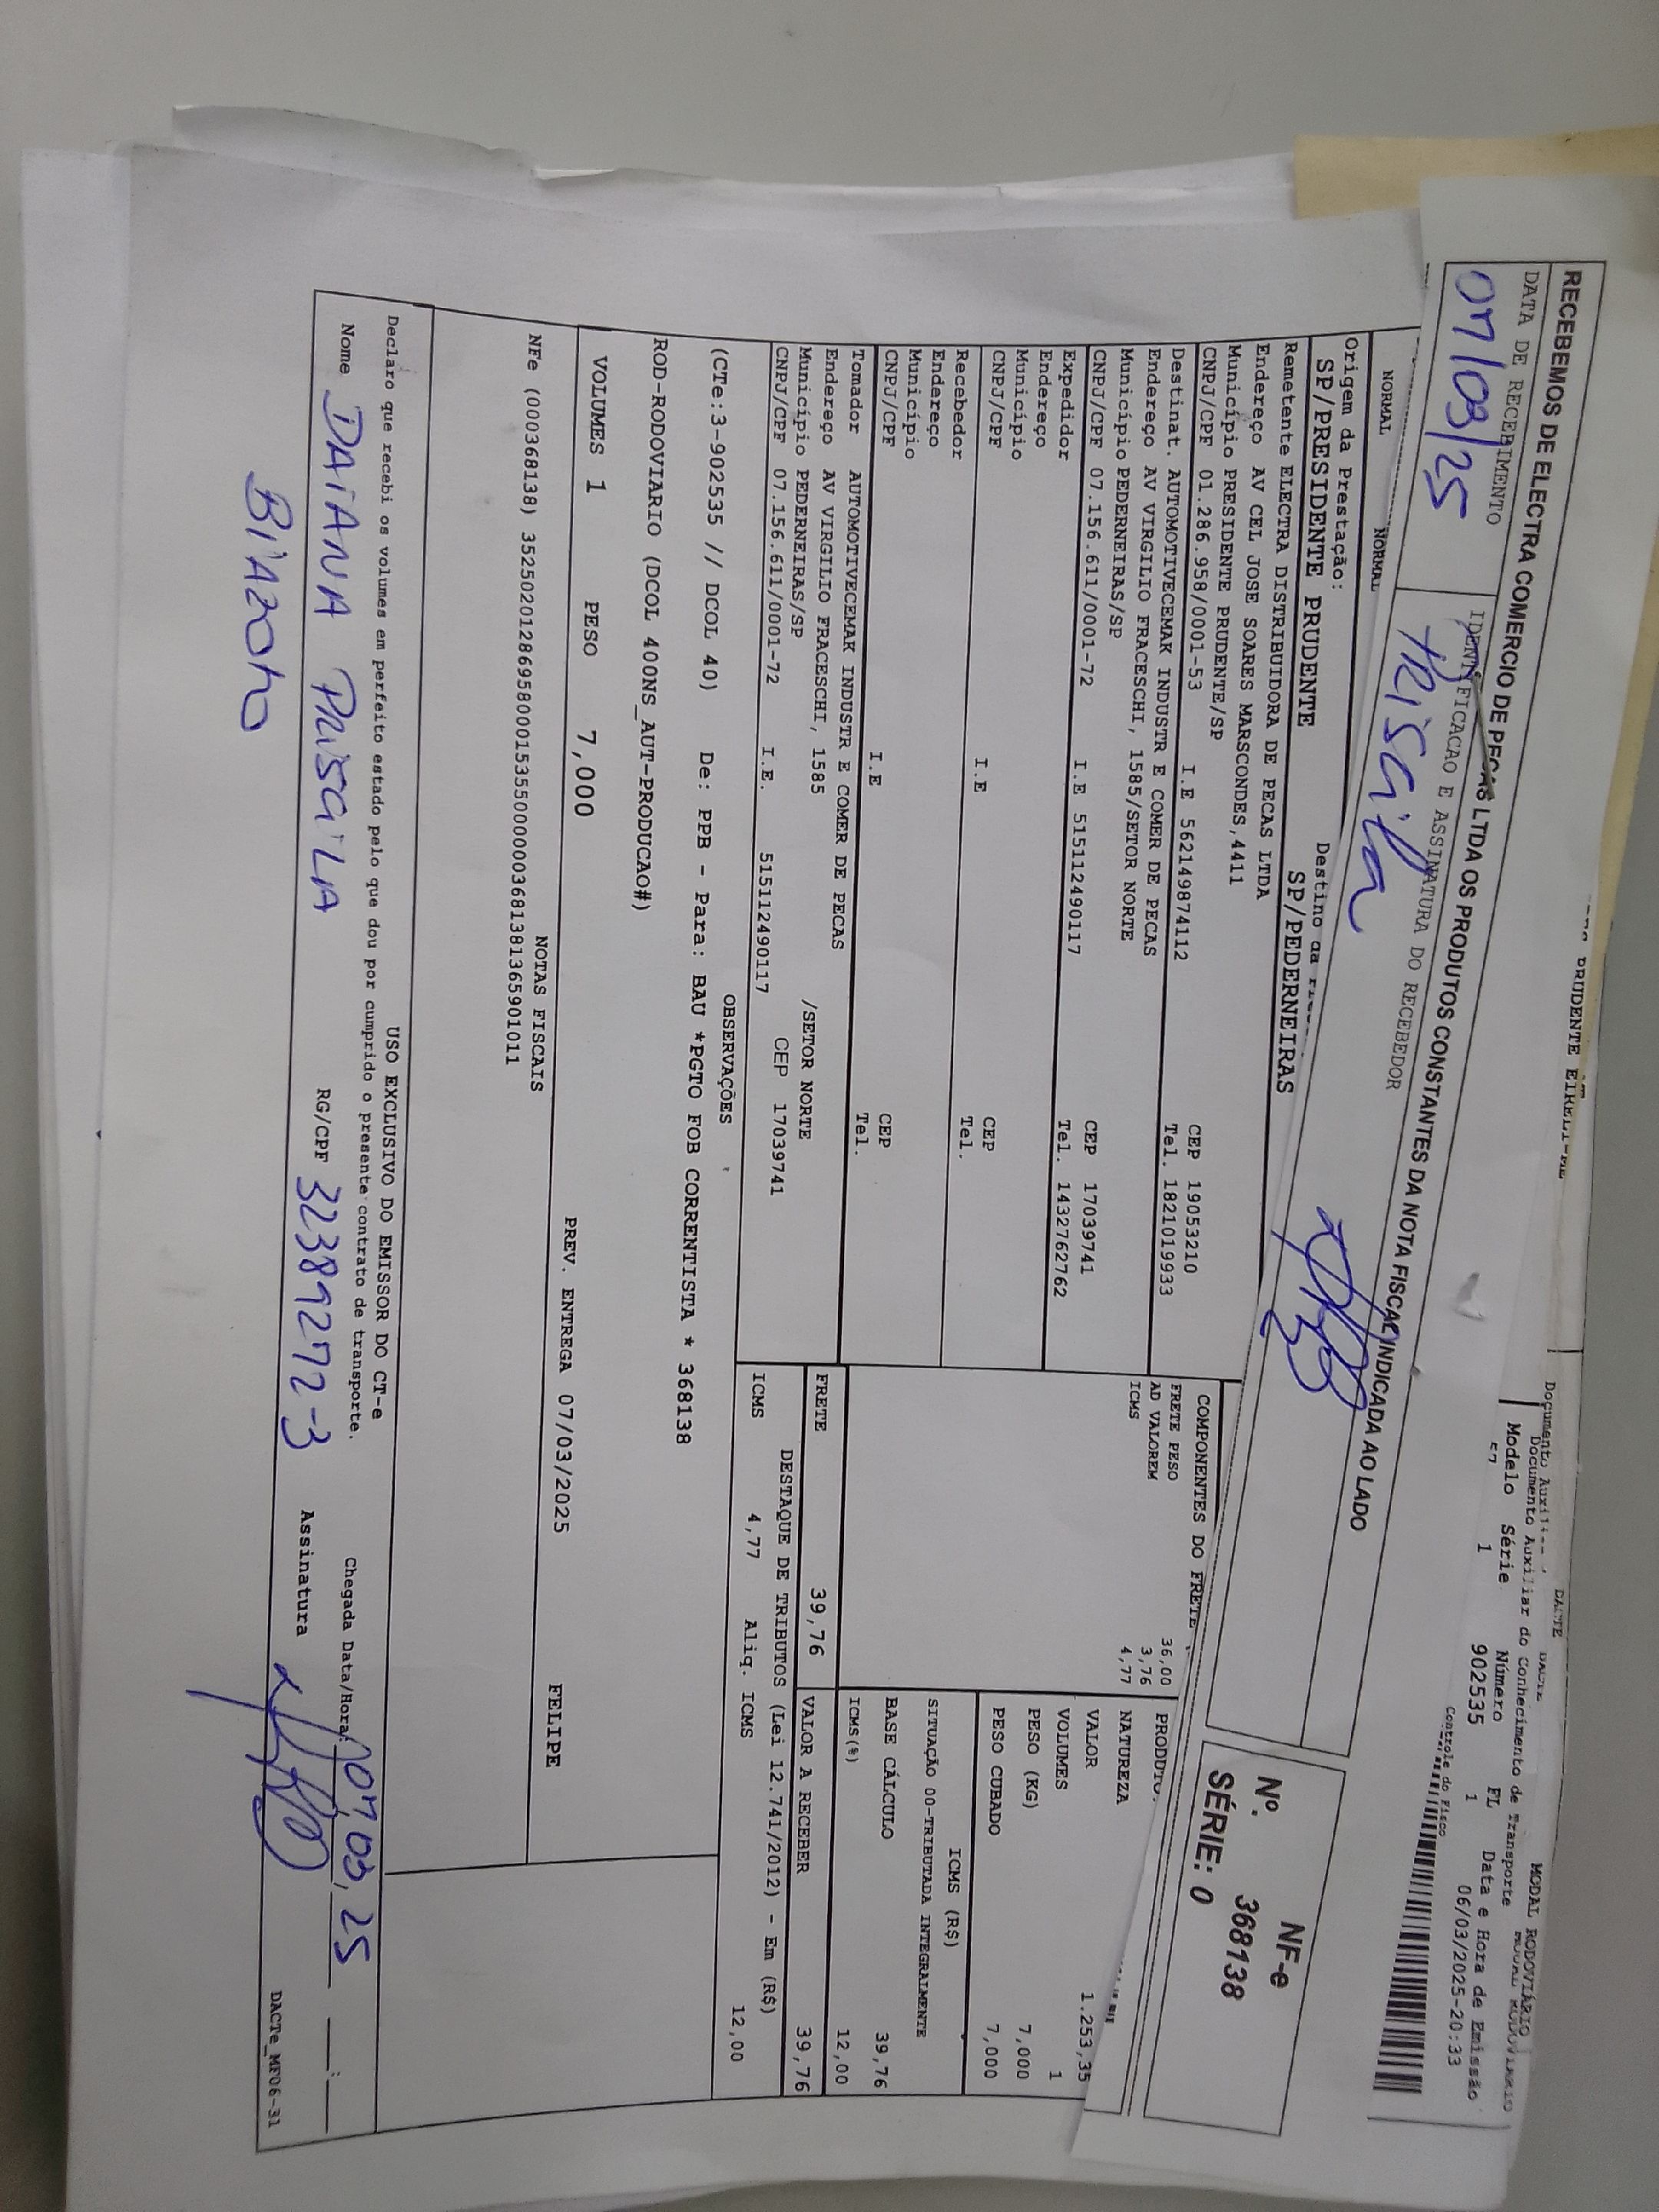 PRUDENTE EIRELI-ME
DACTE
MODAL RODOVIÁRIO
Documento Auxiliar do Conhecimento de Transporte
Modelo Série Número FL Data e Hora de Emissão
57 1 902535 1 06/03/2025-20:33
Controle do Fisco
RECEBEMOS DE ELECTRA COMERCIO DE PECAS LTDA OS PRODUTOS CONSTANTES DA NOTA FISCAL INDICADA AO LADO
DATA DE RECEBIMENTO
IDENTIFICACAO E ASSINATURA DO RECEBEDOR
07/03/25
Priscila
NF-e
Nº. 368138
SÉRIE: 0
NORMAL NORMAL
Origem da Prestação:
SP/PRESIDENTE PRUDENTE
Destino da
SP/PEDERNEIRAS
Remetente ELECTRA DISTRIBUIDORA DE PECAS LTDA
Endereço AV CEL JOSE SOARES MARSCONDES,4411
Município PRESIDENTE PRUDENTE/SP CEP 19053210
CNPJ/CPF 01.286.958/0001-53 I.E 562149874112 Tel. 1821019933
Destinat. AUTOMOTIVECEMAK INDUSTR E COMER DE PECAS
Endereço AV VIRGILIO FRACESCHI, 1585/SETOR NORTE
Município PEDERNEIRAS/SP CEP 17039741
CNPJ/CPF 07.156.611/0001-72 I.E 515112490117 Tel. 1432762762
Expedidor
Endereço
Município CEP
CNPJ/CPF I.E Tel.
Recebedor
Endereço
Município CEP
CNPJ/CPF I.E Tel.
Tomador AUTOMOTIVECEMAK INDUSTR E COMER DE PECAS
Endereço AV VIRGILIO FRACESCHI, 1585 /SETOR NORTE
Município PEDERNEIRAS/SP CEP 17039741
CNPJ/CPF 07.156.611/0001-72 I.E. 515112490117
COMPONENTES DO FRETE
FRETE PESO 36,00
AD VALOREM 3,76
ICMS 4,77
PRODUTO
NATUREZA
VALOR 1.253,35
VOLUMES 1
PESO (KG) 7,000
PESO CUBADO 7,000
ICMS (R$)
SITUAÇÃO 00-TRIBUTADA INTEGRALMENTE
BASE CÁLCULO 39,76
ICMS(%) 12,00
FRETE 39,76 VALOR A RECEBER 39,76
DESTAQUE DE TRIBUTOS (Lei 12.741/2012) - Em (R$)
ICMS 4,77 Aliq. ICMS 12,00
OBSERVAÇÕES
(CTe:3-902535 // DCOL 40) De: PPB - Para: BAU *PGTO FOB CORRENTISTA * 368138
ROD-RODOVIARIO (DCOL 400NS_AUT-PRODUCAO#)
VOLUMES 1 PESO 7,000 PREV. ENTREGA 07/03/2025 FELIPE
NOTAS FISCAIS
NFe (000368138) 35250201286958000153550000003681381365901011
USO EXCLUSIVO DO EMISSOR DO CT-e
Declaro que recebi os volumes em perfeito estado pelo que dou por cumprido o presente contrato de transporte.
Chegada Data/Hora 07/03/25 __:__
Nome DAIANA PRISCILA RG/CPF 32389272-3 Assinatura
BIAZOTO
DACTe_MF06-31